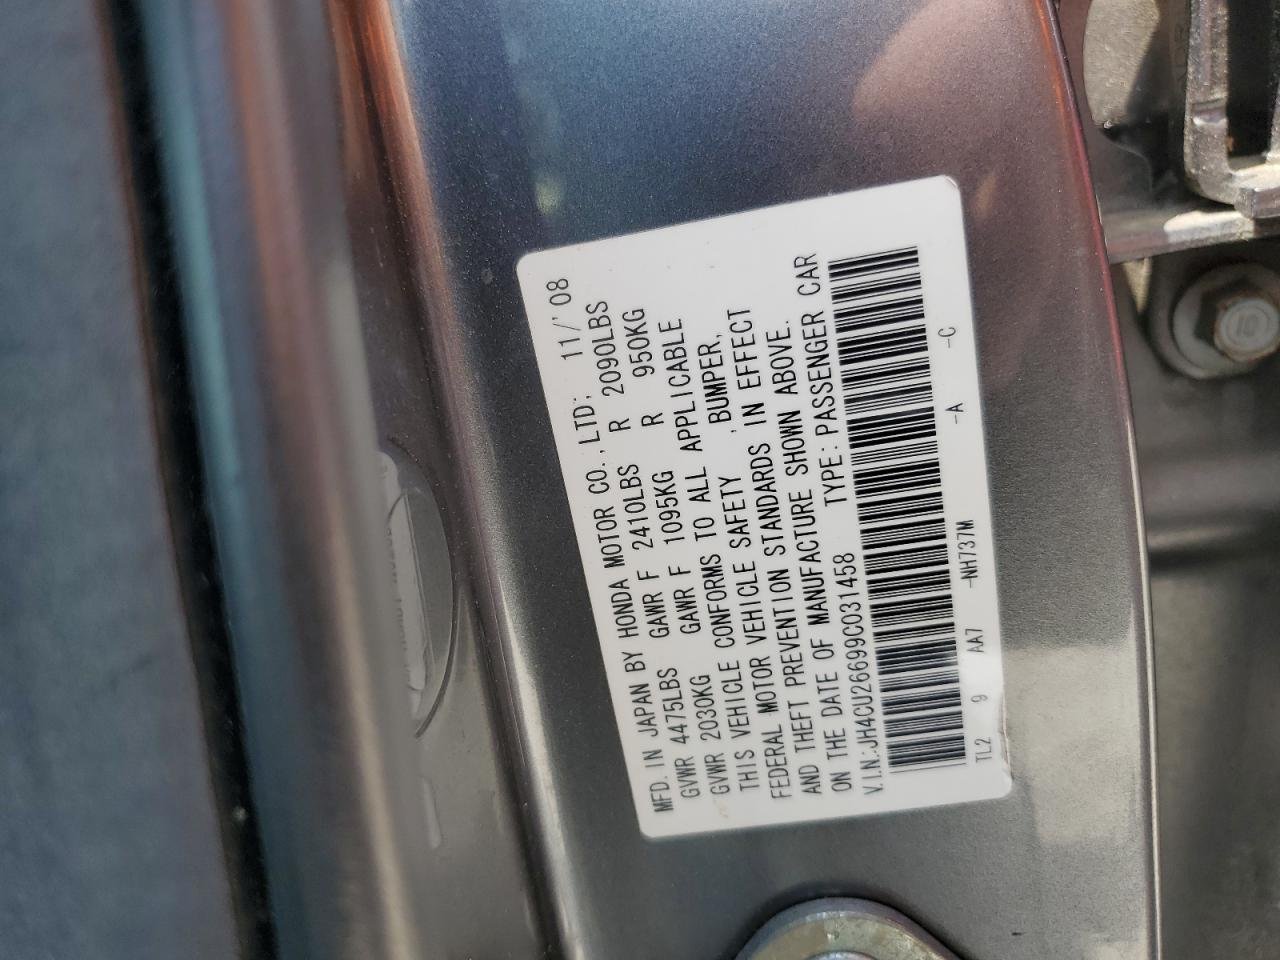 MFD. IN JAPAN BY HONDA MOTOR CO., LTD; 11/'08
GVWR 4475LBS GAWR F 2410LBS R 2090LBS
GVWR 2030KG GAWR F 1095KG R 950KG
THIS VEHICLE CONFORMS TO ALL APPLICABLE
FEDERAL MOTOR VEHICLE SAFETY, BUMPER,
AND THEFT PREVENTION STANDARDS IN EFFECT
ON THE DATE OF MANUFACTURE SHOWN ABOVE.
V.I.N.:JH4CU26699C031458 TYPE:PASSENGER CAR
TL2 9 AA7 -NH737M -A -C